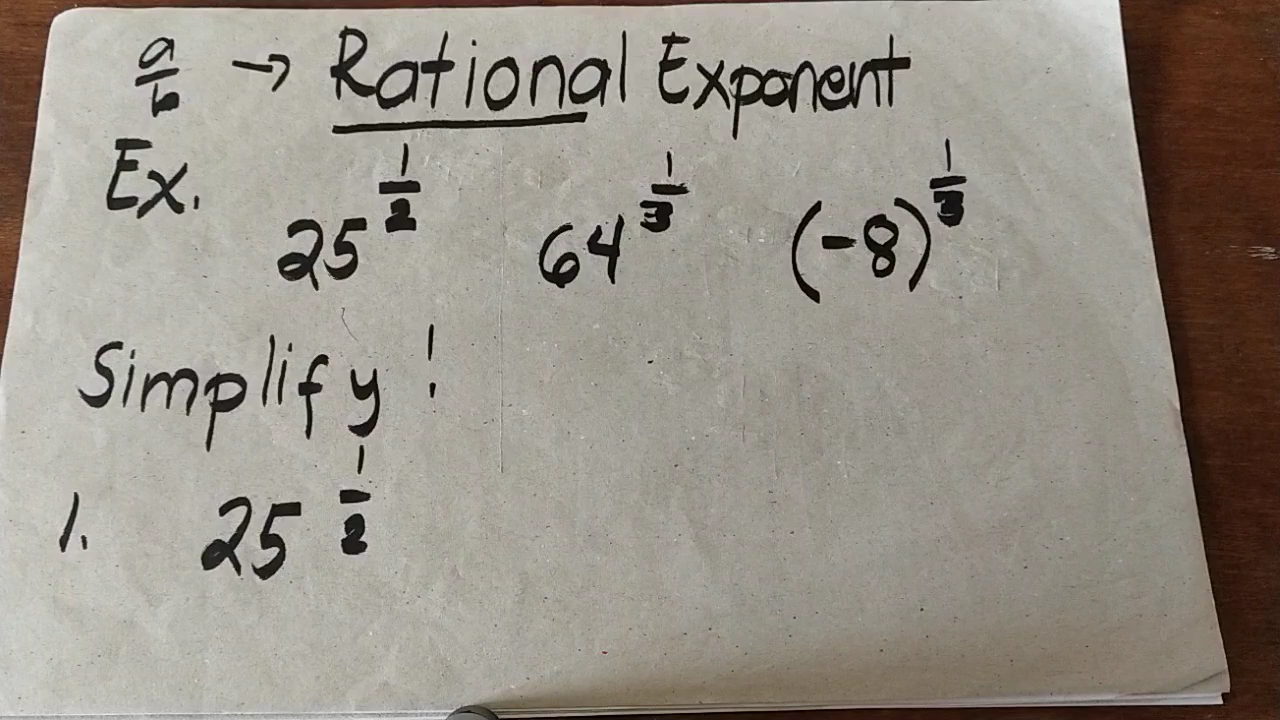 a/b → Rational Exponent
Ex. 25^(1/2) 64^(1/3) (-8)^(1/3)
Simplify!
1. 25^(1/2)